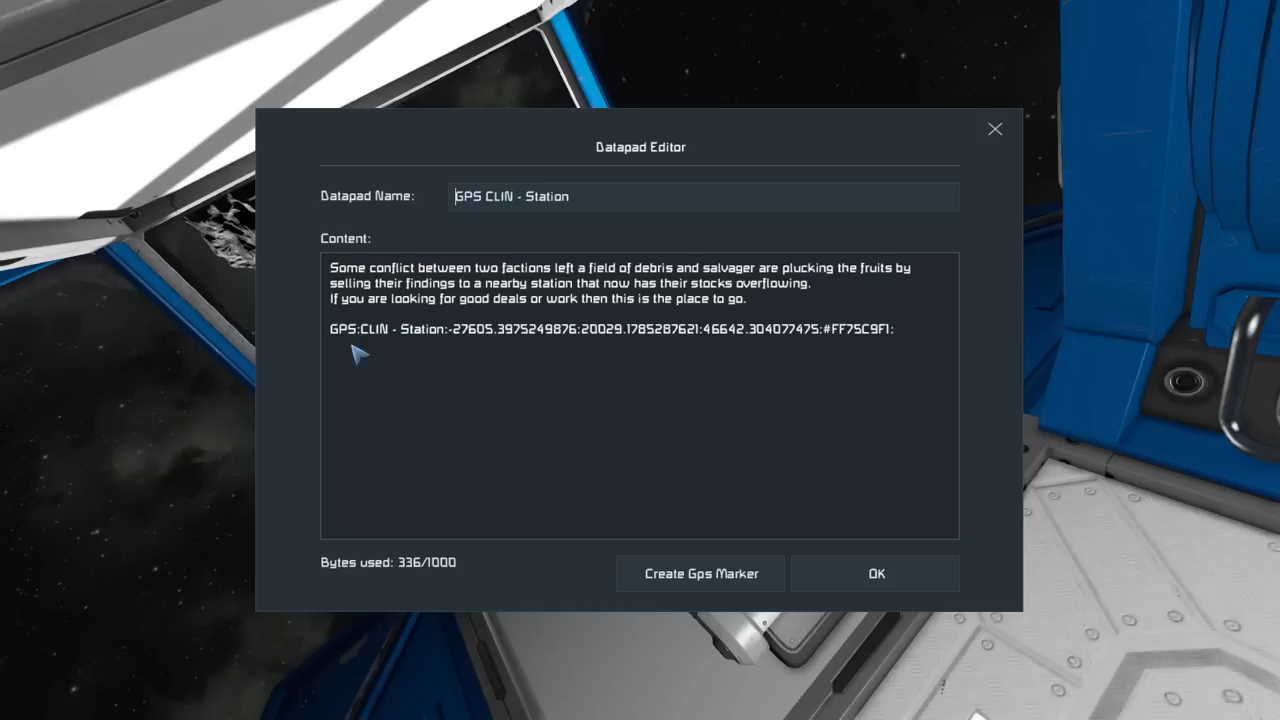 Datapad Editor
Datapad Name: GPS CLIN - Station
Content:
Some conflict between two factions left a field of debris and salvager are plucking the fruits by
selling their findings to a nearby station that now has their stocks overflowing.
If you are looking for good deals or work then this is the place to go.
GPS:CLIN - Station:-27605.3975249876:20029.1785287621:46642.304077475:#FF75C9F1:
Bytes used: 336/1000
Create Gps Marker
OK